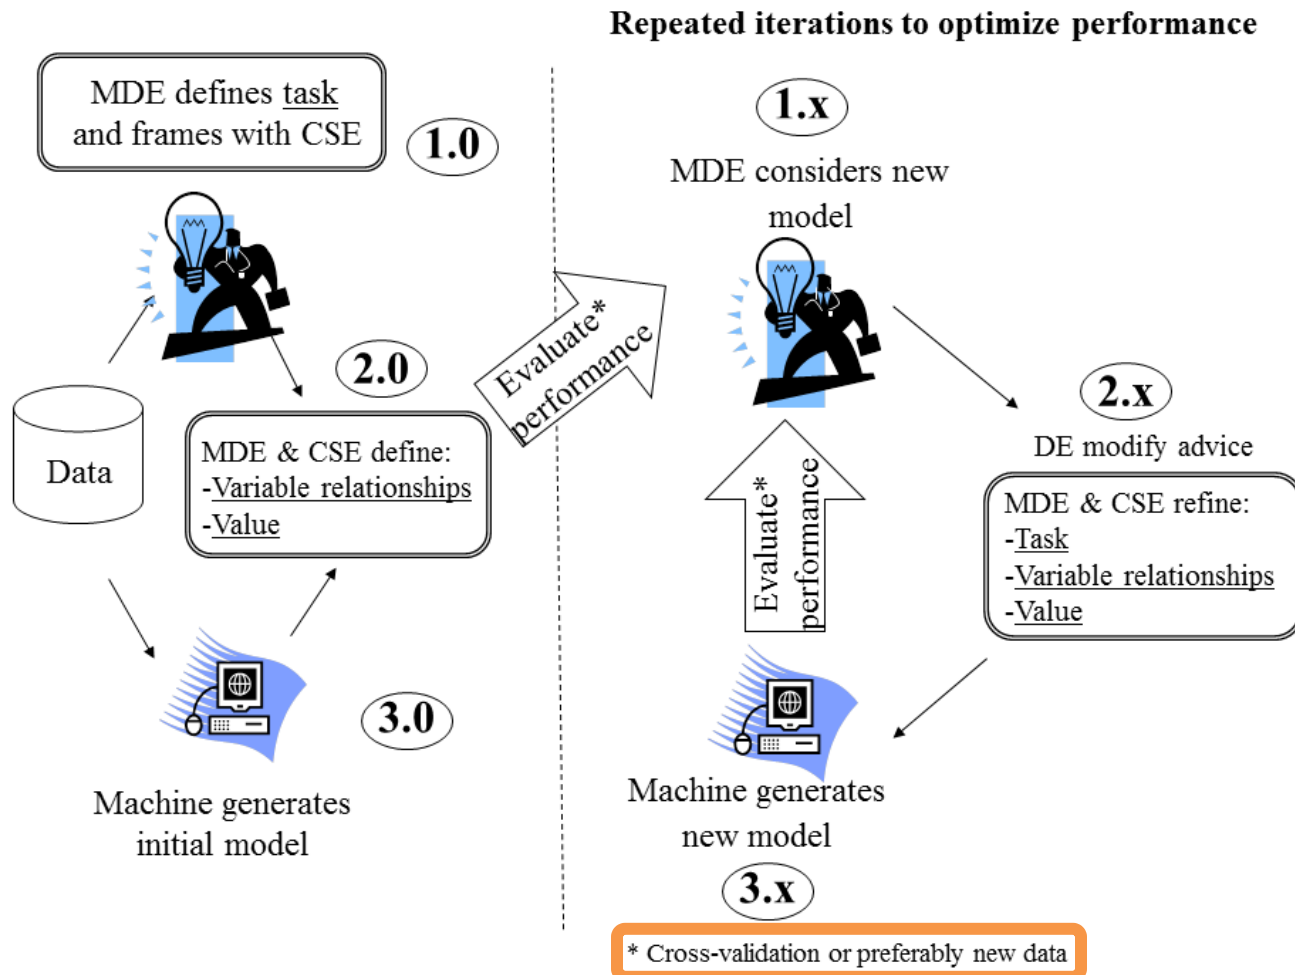 Repeated iterations to optimize performance
MDE defines task
and frames with CSE
1.0
2.0
Data
MDE & CSE define:
-Variable relationships
-Value
3.0
Machine generates
initial model
Evaluate*
performance
1.x
MDE considers new
model
2.x
DE modify advice
MDE & CSE refine:
-Task
-Variable relationships
-Value
Evaluate*
performance
Machine generates
new model
3.x
* Cross-validation or preferably new data